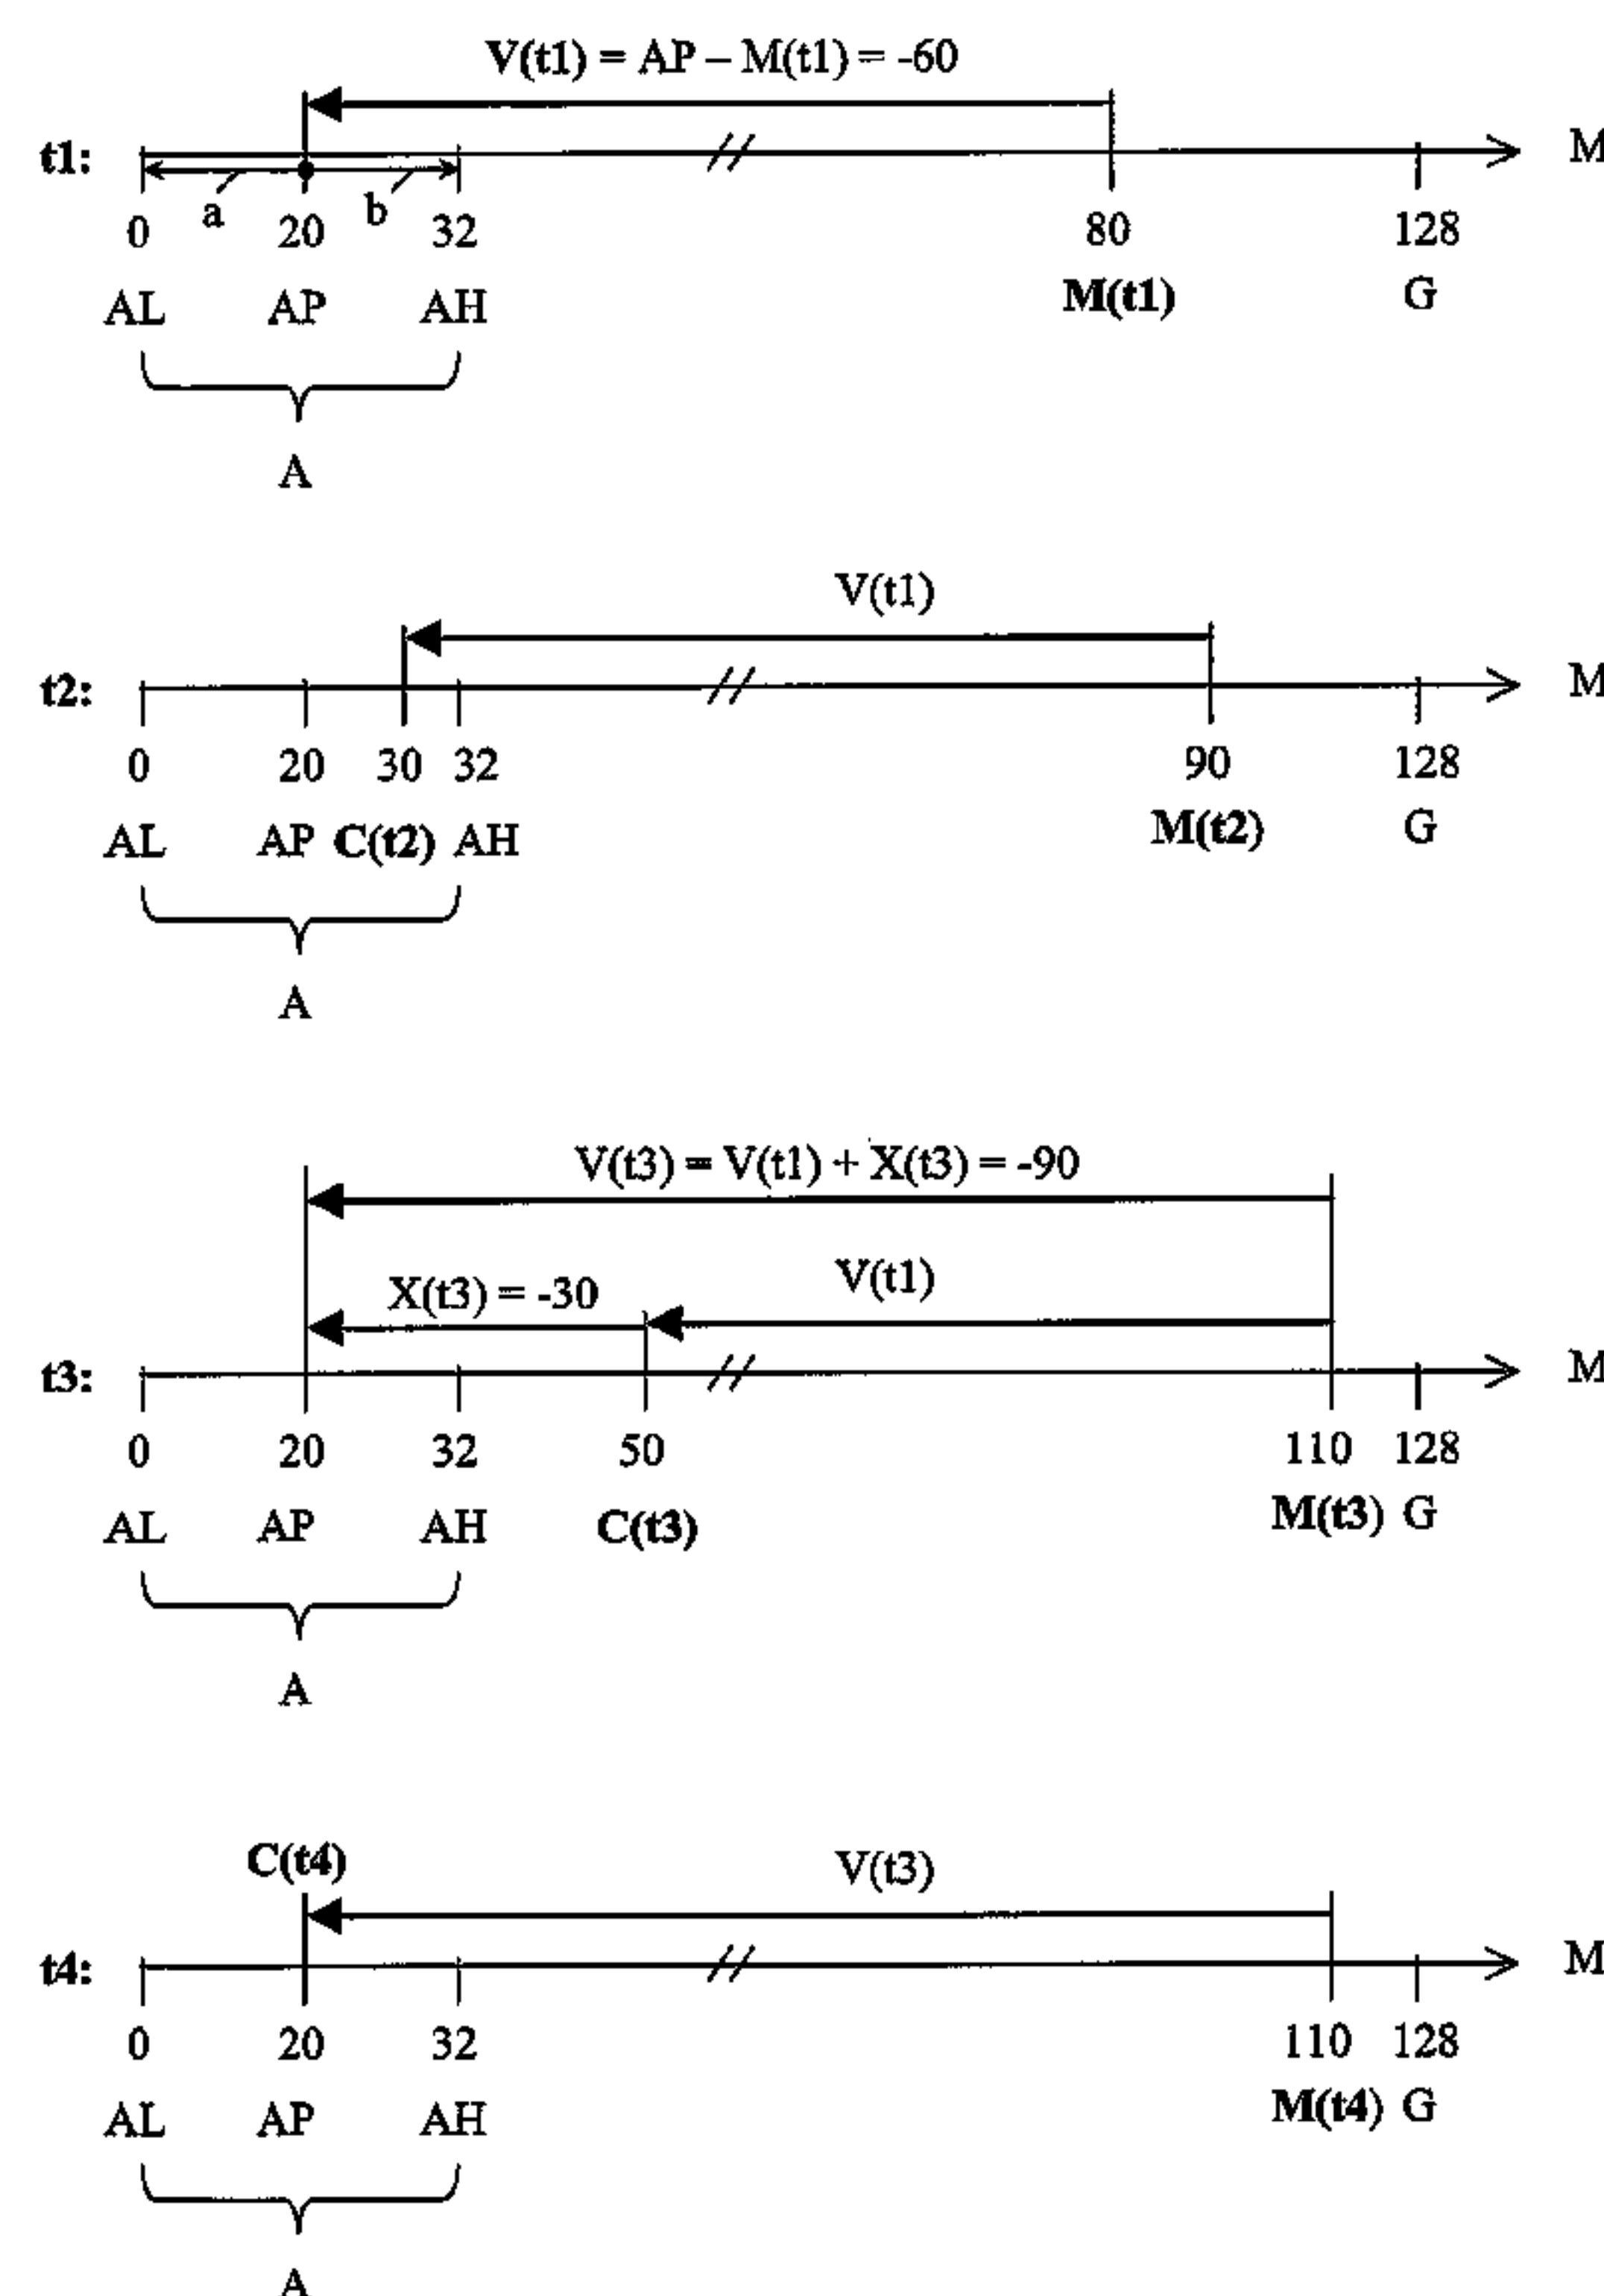 V(t1) = AP – M(t1) = -60
t1: M
a b
0 20 32 80 128
AL AP AH M(t1) G
A
V(t1)
t2: M
0 20 30 32 90 128
AL AP C(t2) AH M(t2) G
A
V(t3) = V(t1) + X(t3) = -90
X(t3) = -30 V(t1)
t3: M
0 20 32 50 110 128
AL AP AH C(t3) M(t3) G
A
C(t4) V(t3)
t4: M
0 20 32 110 128
AL AP AH M(t4) G
A